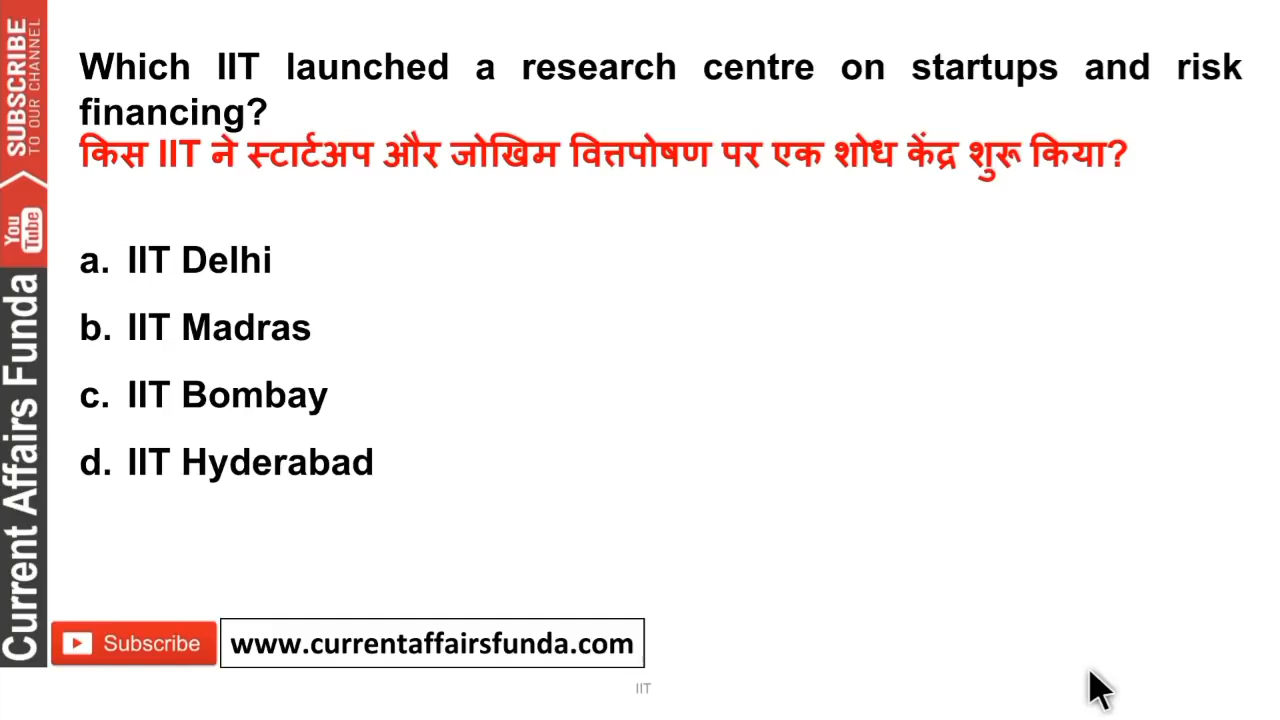 Which IIT launched a research centre on startups and risk
financing?
किस IIT ने स्टार्टअप और जोखिम वित्तपोषण पर एक शोध केंद्र शुरू किया?
a. IIT Delhi
b. IIT Madras
c. IIT Bombay
d. IIT Hyderabad
SUBSCRIBE
TO OUR CHANNEL
You
Tube
Current Affairs Funda
Subscribe
www.currentaffairsfunda.com
IIT